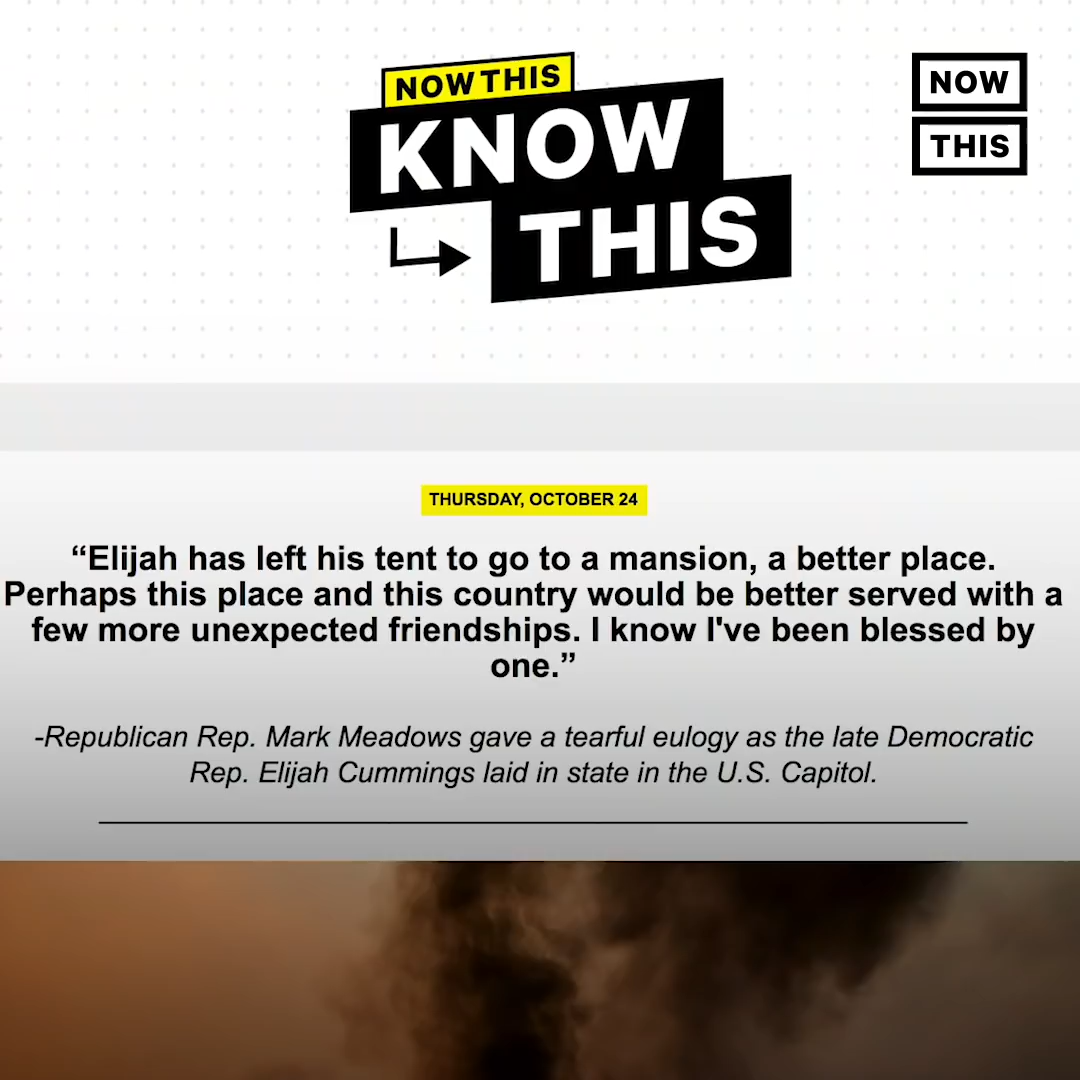 NOW THIS
KNOW
THIS
NOW
THIS
THURSDAY, OCTOBER 24
“Elijah has left his tent to go to a mansion, a better place.
Perhaps this place and this country would be better served with a
few more unexpected friendships. I know I've been blessed by
one.”
-Republican Rep. Mark Meadows gave a tearful eulogy as the late Democratic
Rep. Elijah Cummings laid in state in the U.S. Capitol.